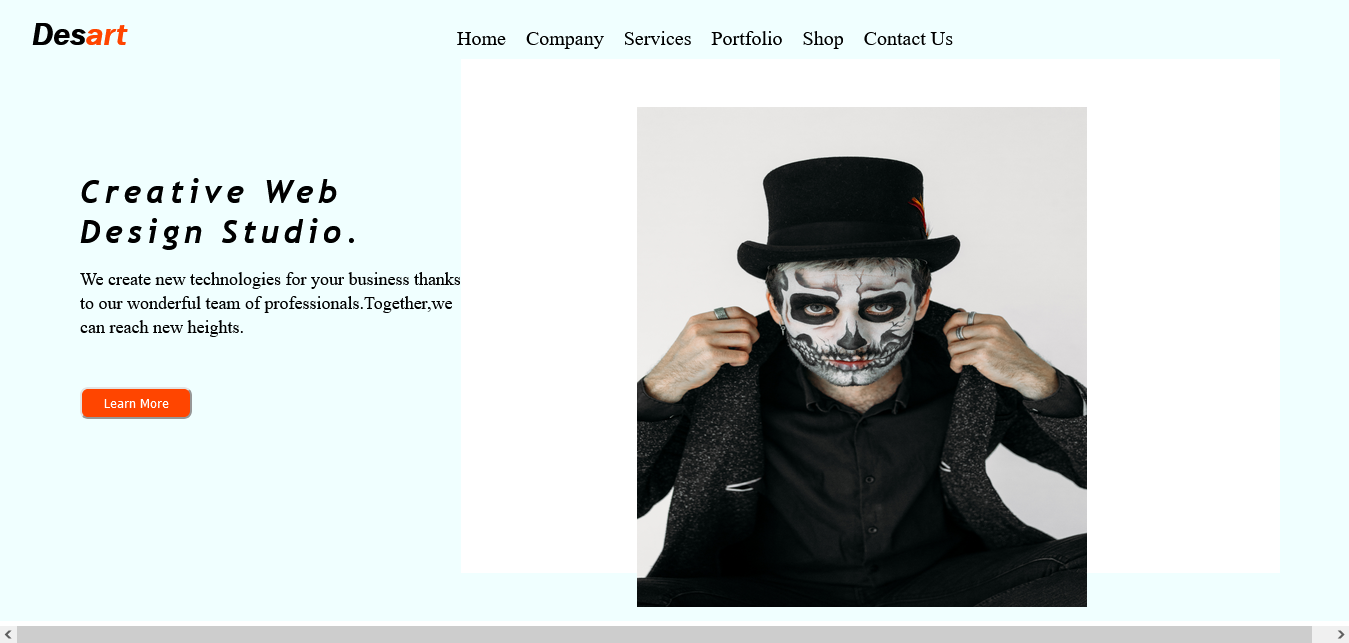 Desart
Home Company Services Portfolio Shop Contact Us
Creative Web
Design Studio.
We create new technologies for your business thanks
to our wonderful team of professionals.Together,we
can reach new heights.
Learn More